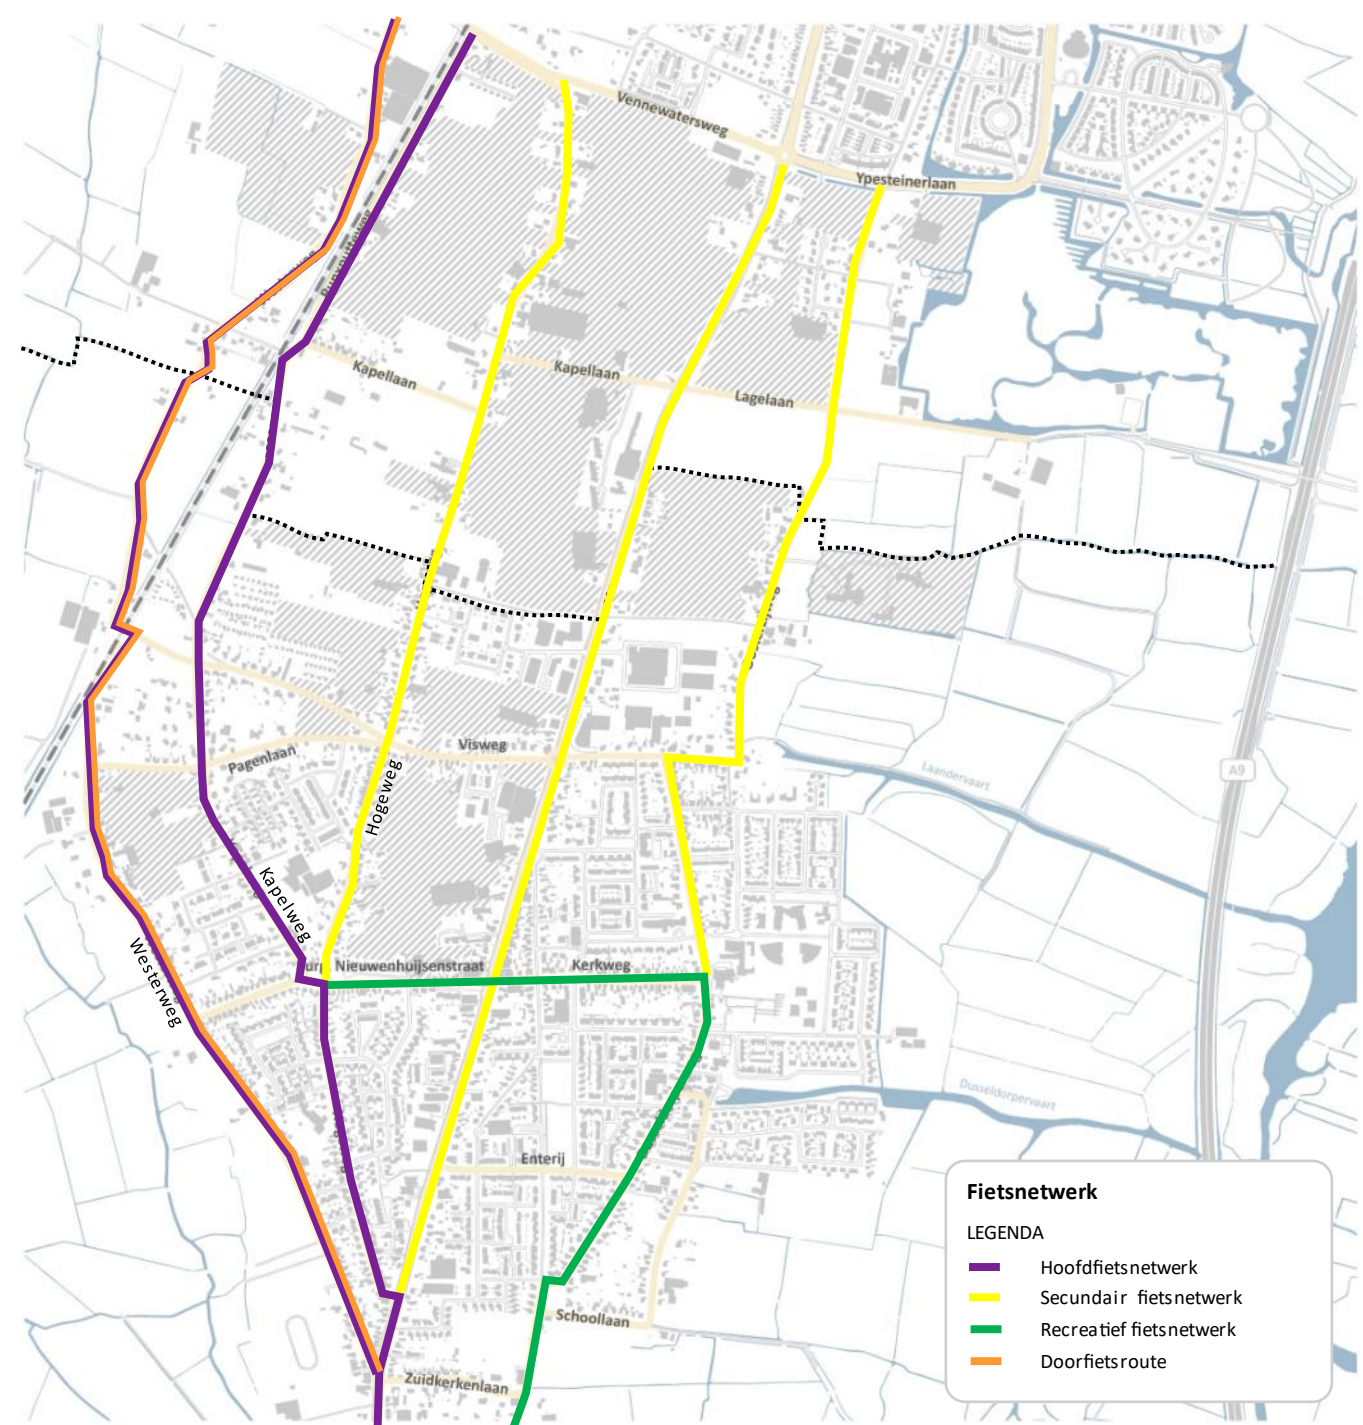 Vennewatersweg
Ypesteinerlaan
Kapellaan
Kapellaan
Lagelaan
Visweg
Pagenlaan
Hogeweg
Laandervaart
A9
Kapelweg
Westerweg
Nieuwenhuijsenstraat
Kerkweg
Dusseldorpervaart
Enterij
Schoollaan
Zuidkerkenlaan
Fietsnetwerk
LEGENDA
Hoofdfietsnetwerk
Secundair fietsnetwerk
Recreatief fietsnetwerk
Doorfietsroute